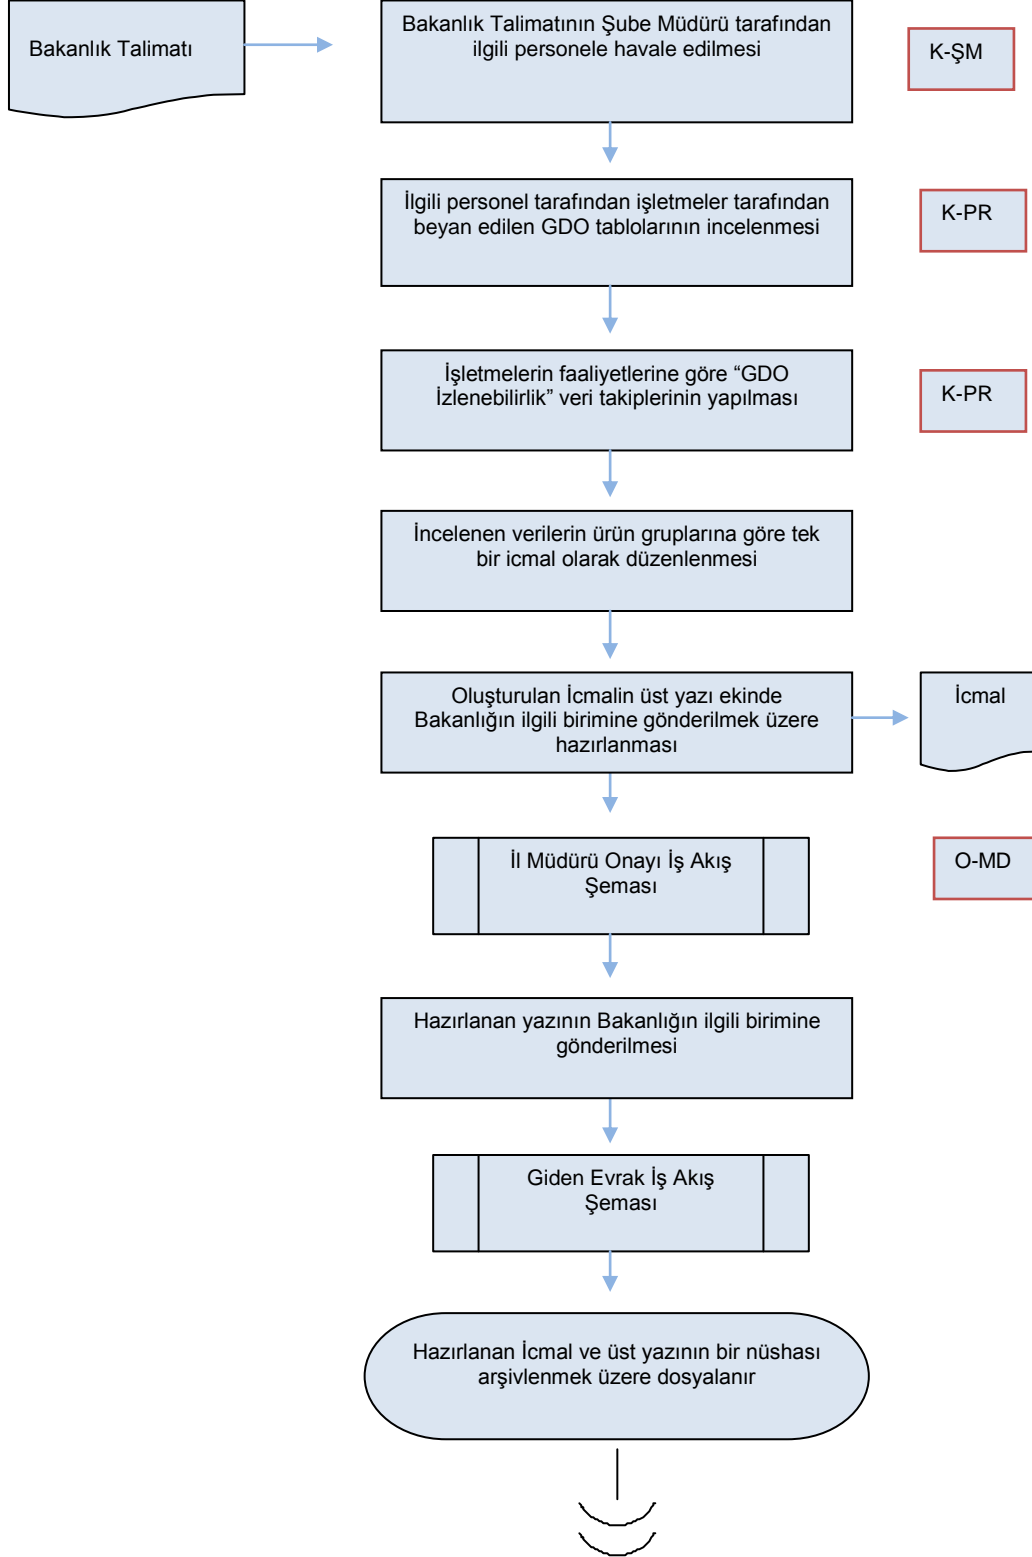 Bakanlık Talimatı
Bakanlık Talimatının Şube Müdürü tarafından
ilgili personele havale edilmesi
K-ŞM
İlgili personel tarafından işletmeler tarafından
beyan edilen GDO tablolarının incelenmesi
K-PR
İşletmelerin faaliyetlerine göre “GDO
İzlenebilirlik” veri takiplerinin yapılması
K-PR
İncelenen verilerin ürün gruplarına göre tek
bir icmal olarak düzenlenmesi
Oluşturulan İcmalin üst yazı ekinde
Bakanlığın ilgili birimine gönderilmek üzere
hazırlanması
İcmal
İl Müdürü Onayı İş Akış
Şeması
O-MD
Hazırlanan yazının Bakanlığın ilgili birimine
gönderilmesi
Giden Evrak İş Akış
Şeması
Hazırlanan İcmal ve üst yazının bir nüshası
arşivlenmek üzere dosyalanır